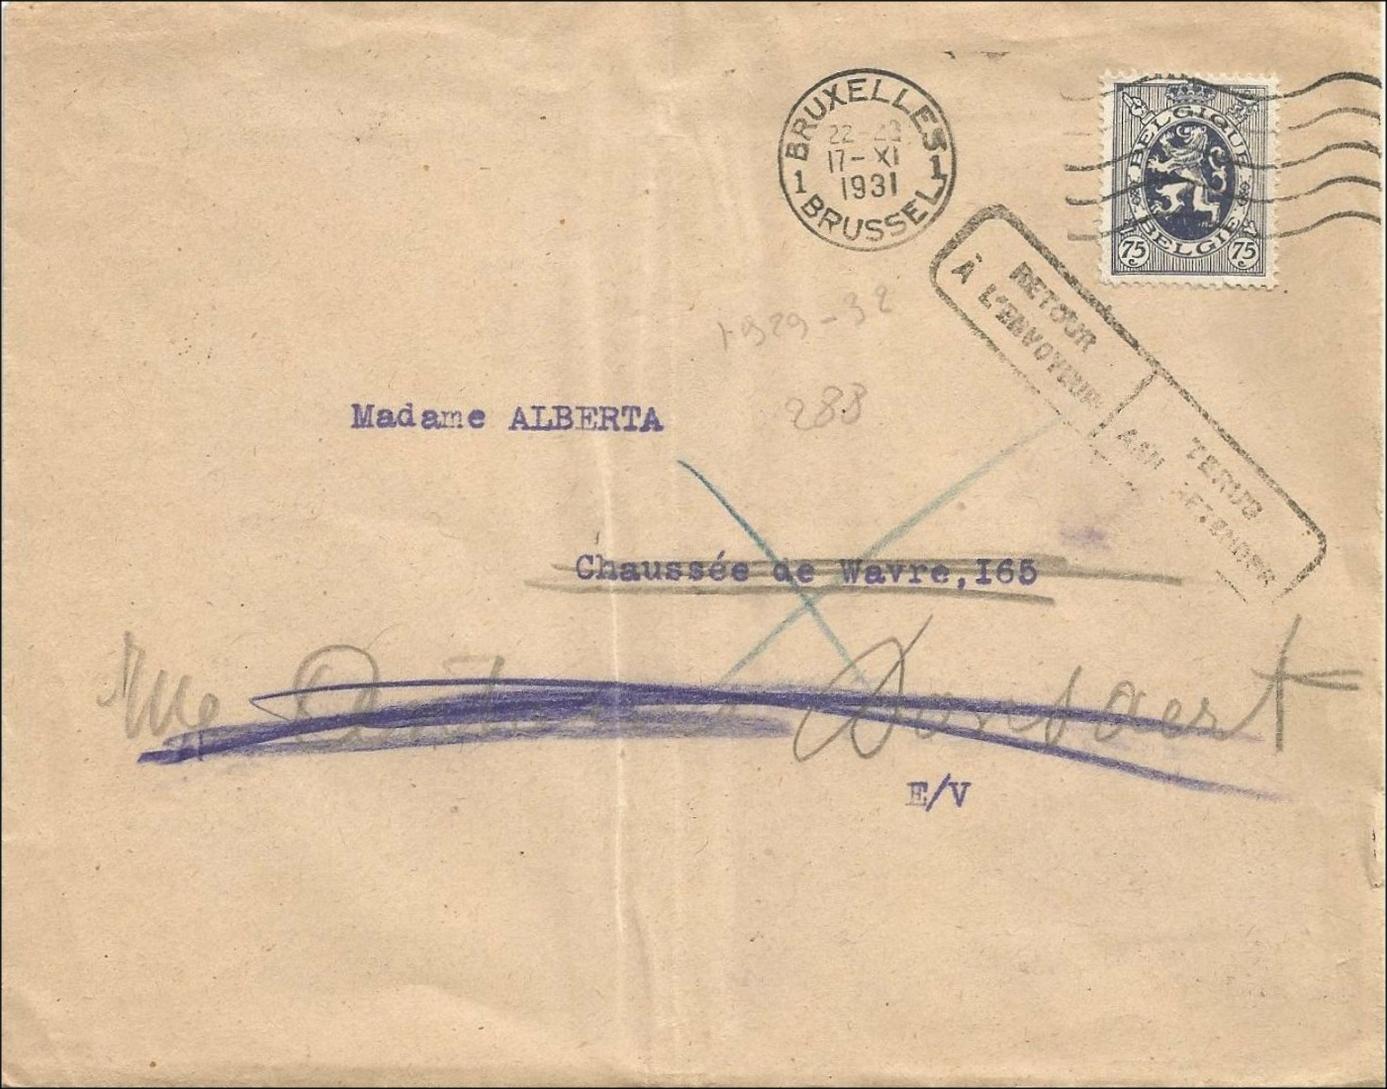 BRUXELLES 1
22-23
17-XI
1931
1 BRUSSEL
BELGIQUE
BELGIË
75 75
RETOUR
À L'ENVOYEUR
TERUG
AAN AFZENDER
1929-32
288
Madame ALBERTA
Chaussée de Wavre,I65
E/V